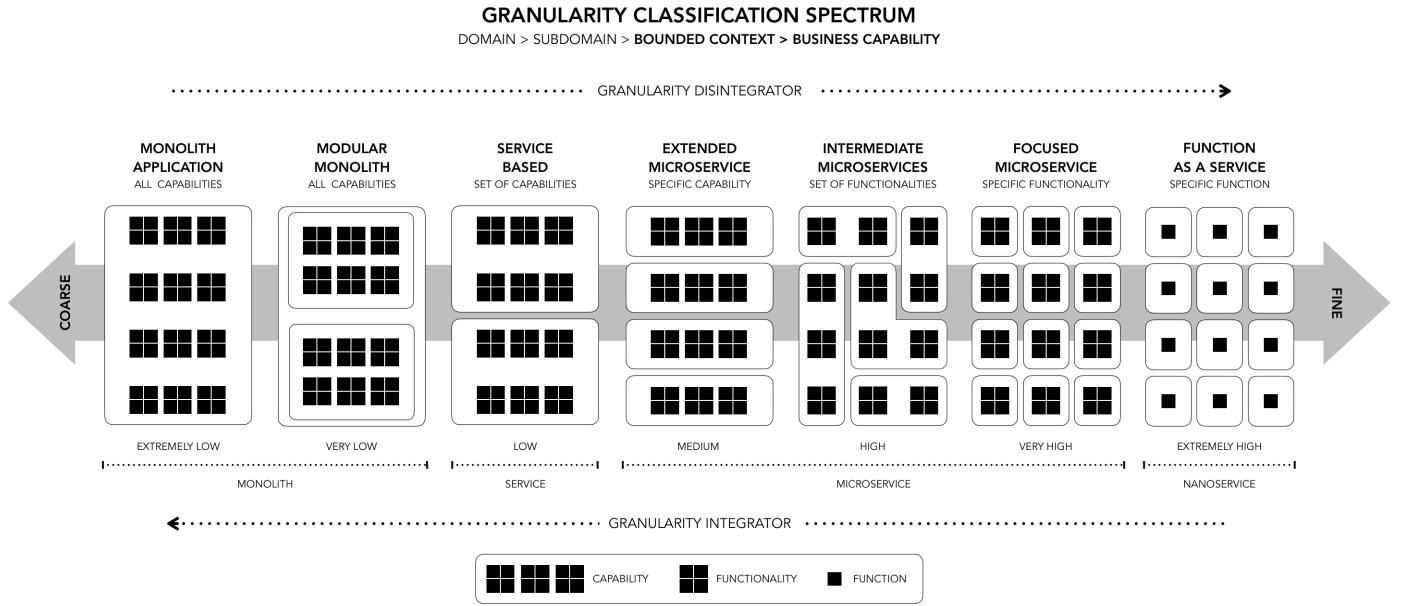 GRANULARITY CLASSIFICATION SPECTRUM
DOMAIN > SUBDOMAIN > BOUNDED CONTEXT > BUSINESS CAPABILITY
GRANULARITY DISINTEGRATOR
MONOLITH
APPLICATION
ALL CAPABILITIES
MODULAR
MONOLITH
ALL CAPABILITIES
SERVICE
BASED
SET OF CAPABILITIES
EXTENDED
MICROSERVICE
SPECIFIC CAPABILITY
INTERMEDIATE
MICROSERVICES
SET OF FUNCTIONALITIES
FOCUSED
MICROSERVICE
SPECIFIC FUNCTIONALITY
FUNCTION
AS A SERVICE
SPECIFIC FUNCTION
COARSE
FINE
EXTREMELY LOW
VERY LOW
LOW
MEDIUM
HIGH
VERY HIGH
EXTREMELY HIGH
MONOLITH
SERVICE
MICROSERVICE
NANOSERVICE
GRANULARITY INTEGRATOR
CAPABILITY
FUNCTIONALITY
FUNCTION